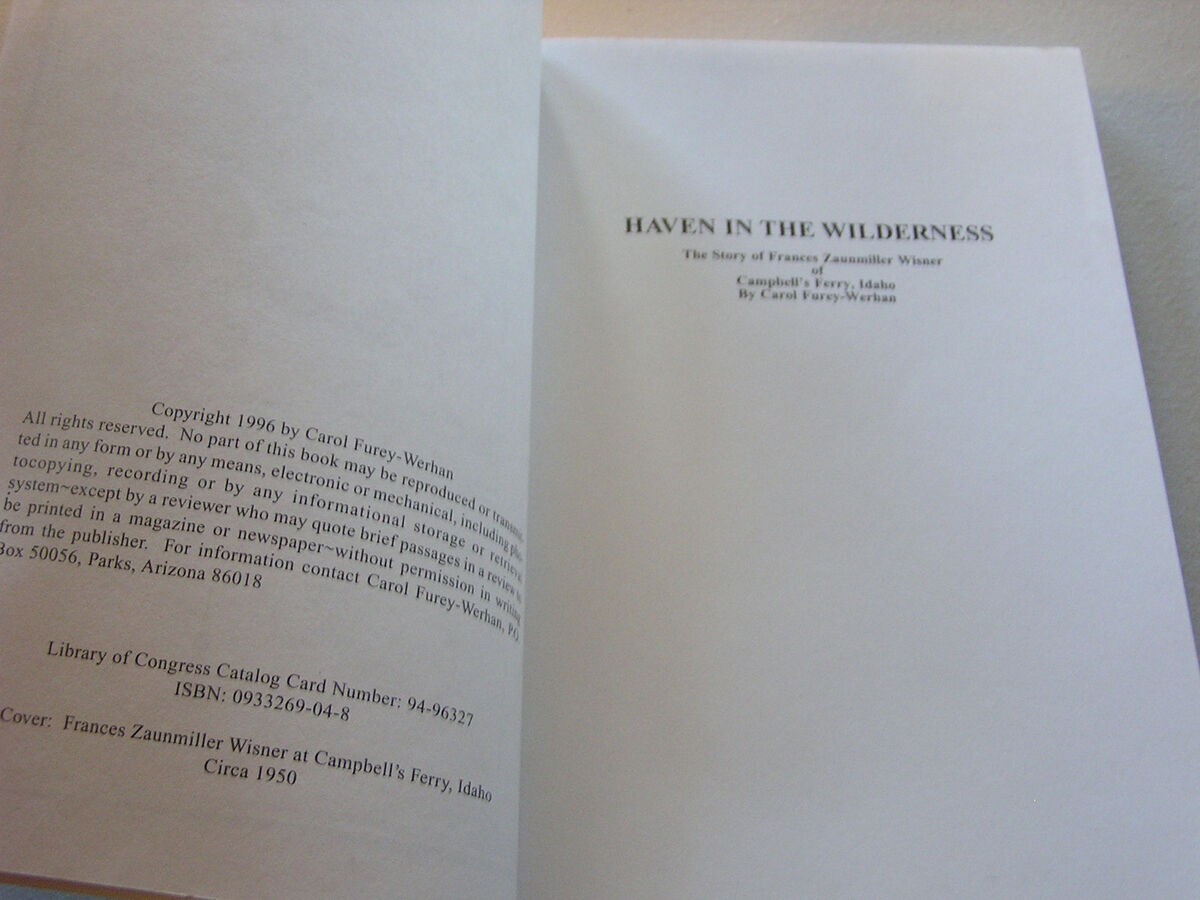 Copyright 1996 by Carol Furey-Werhan
All rights reserved. No part of this book may be reproduced or transmit-
ted in any form or by any means, electronic or mechanical, including pho-
tocopying, recording or by any informational storage or retrieval
system~except by a reviewer who may quote brief passages in a review to
be printed in a magazine or newspaper~without permission in writing
from the publisher. For information contact Carol Furey-Werhan, PO
Box 50056, Parks, Arizona 86018
Library of Congress Catalog Card Number: 94-96327
ISBN: 0933269-04-8
Cover: Frances Zaunmiller Wisner at Campbell's Ferry, Idaho
Circa 1950
HAVEN IN THE WILDERNESS
The Story of Frances Zaunmiller Wisner
of
Campbell's Ferry, Idaho
By Carol Furey-Werhan